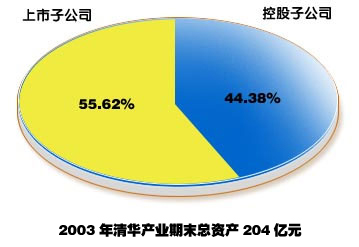 上市子公司
控股子公司
55.62%
44.38%
2003 年清华产业期末总资产 204 亿元